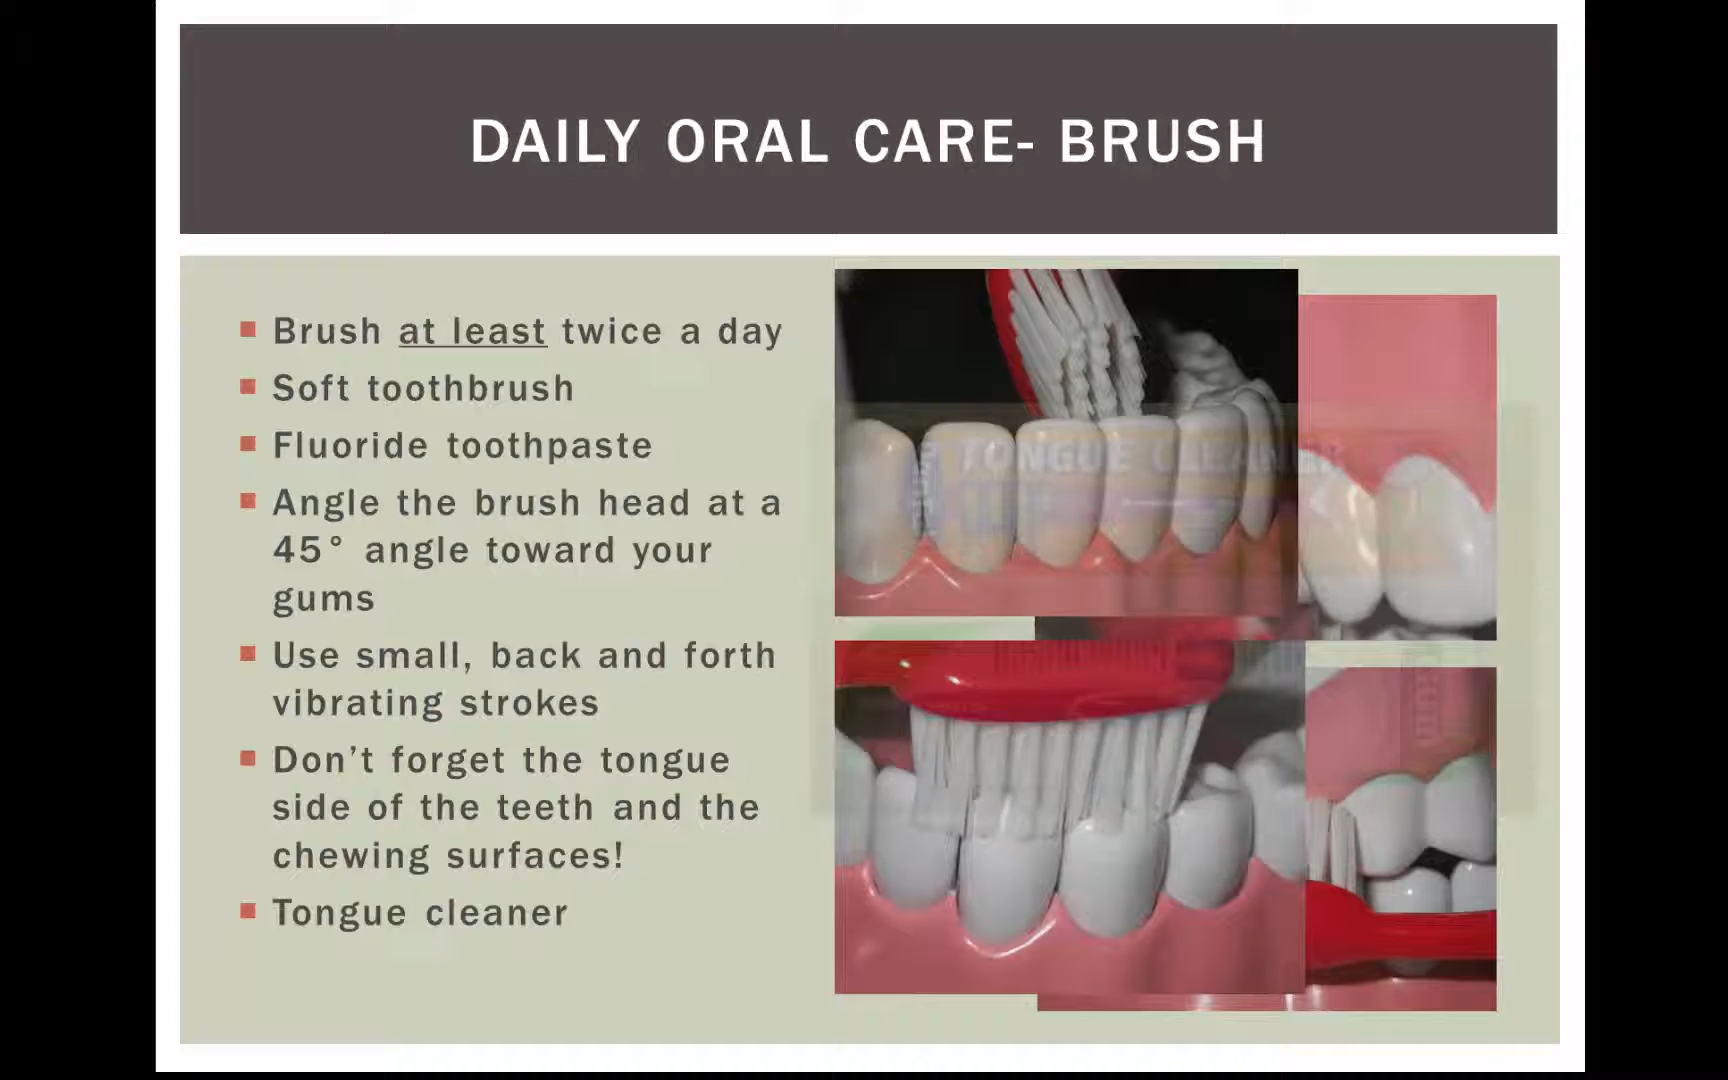 DAILY ORAL CARE- BRUSH
Brush at least twice a day
Soft toothbrush
Fluoride toothpaste
Angle the brush head at a
45° angle toward your
gums
Use small, back and forth
vibrating strokes
Don't forget the tongue
side of the teeth and the
chewing surfaces!
Tongue cleaner
TONGUE CLEANER